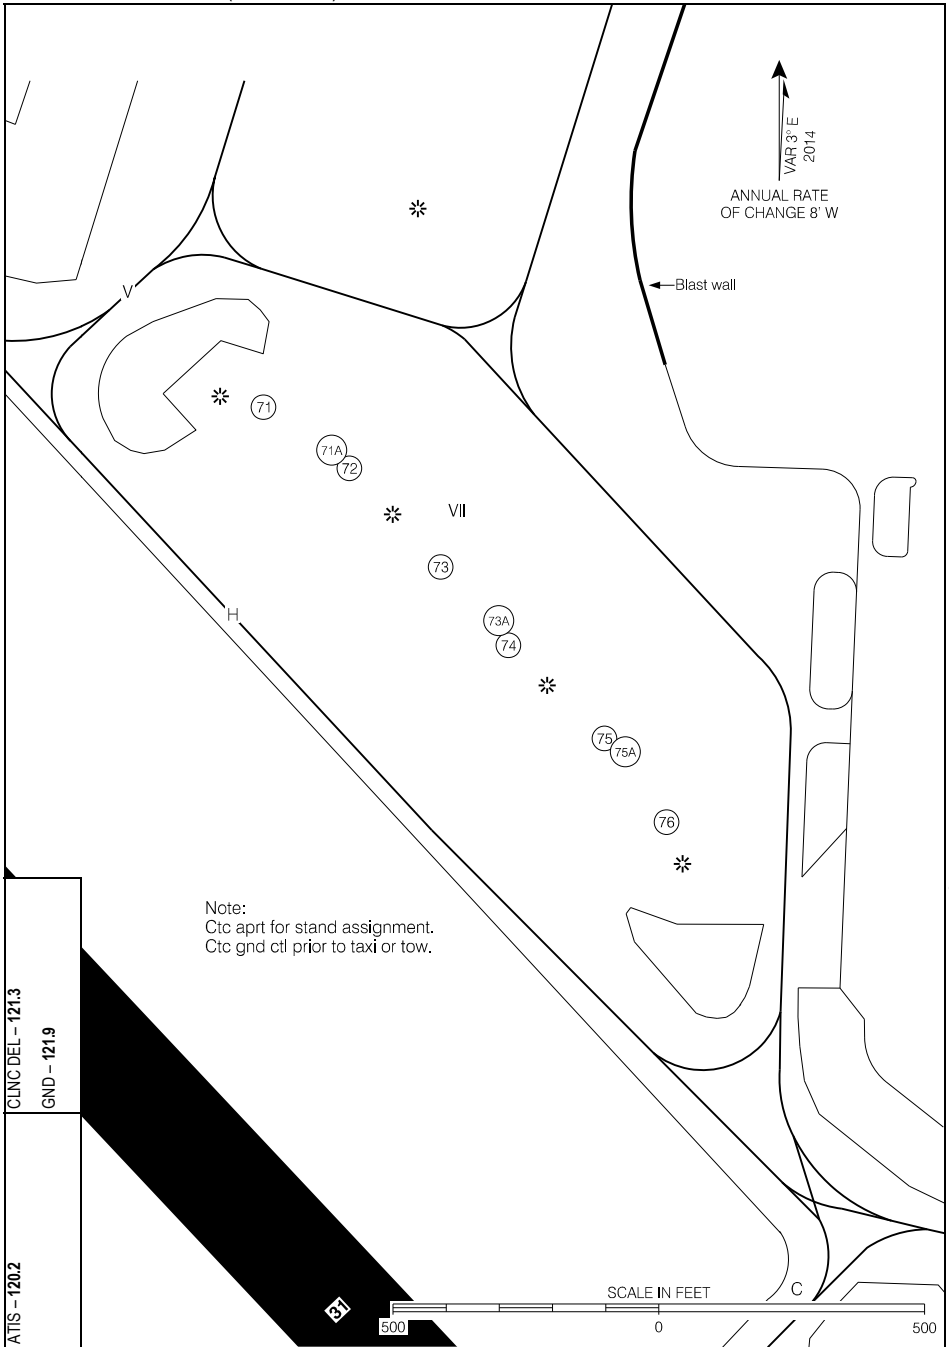 VAR 3° E
2014
ANNUAL RATE
OF CHANGE 8' W
V
Blast wall
71
71A
72
VII
73
H
73A
74
75
75A
76
Note:
Ctc aprt for stand assignment.
Ctc gnd ctl prior to taxi or tow.
CLNC DEL – 121.3
GND – 121.9
ATIS – 120.2
31
C
SCALE IN FEET
500
0
500